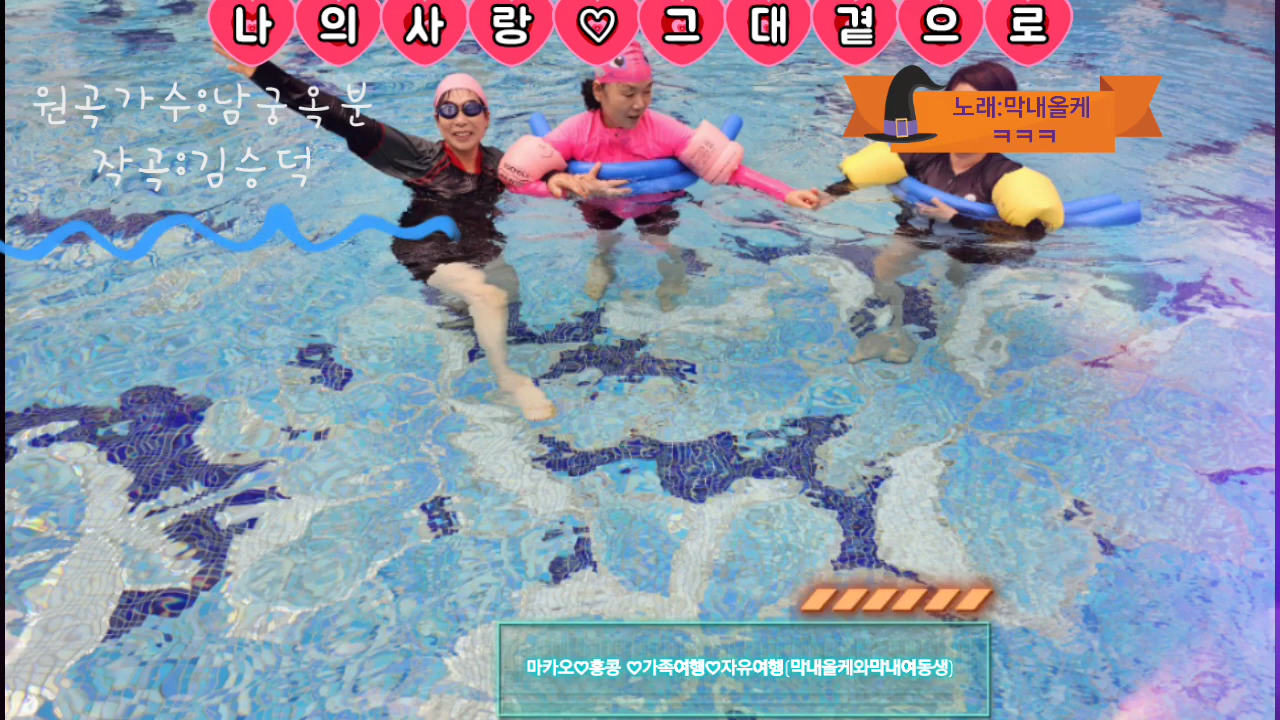 나의사랑♡그대곁으로
원곡가수:남궁옥분
작곡:김승덕
노래:막내올케
ㅋㅋㅋ
마카오♡홍콩 ♡가족여행♡자유여행(막내올케와막내여동생)